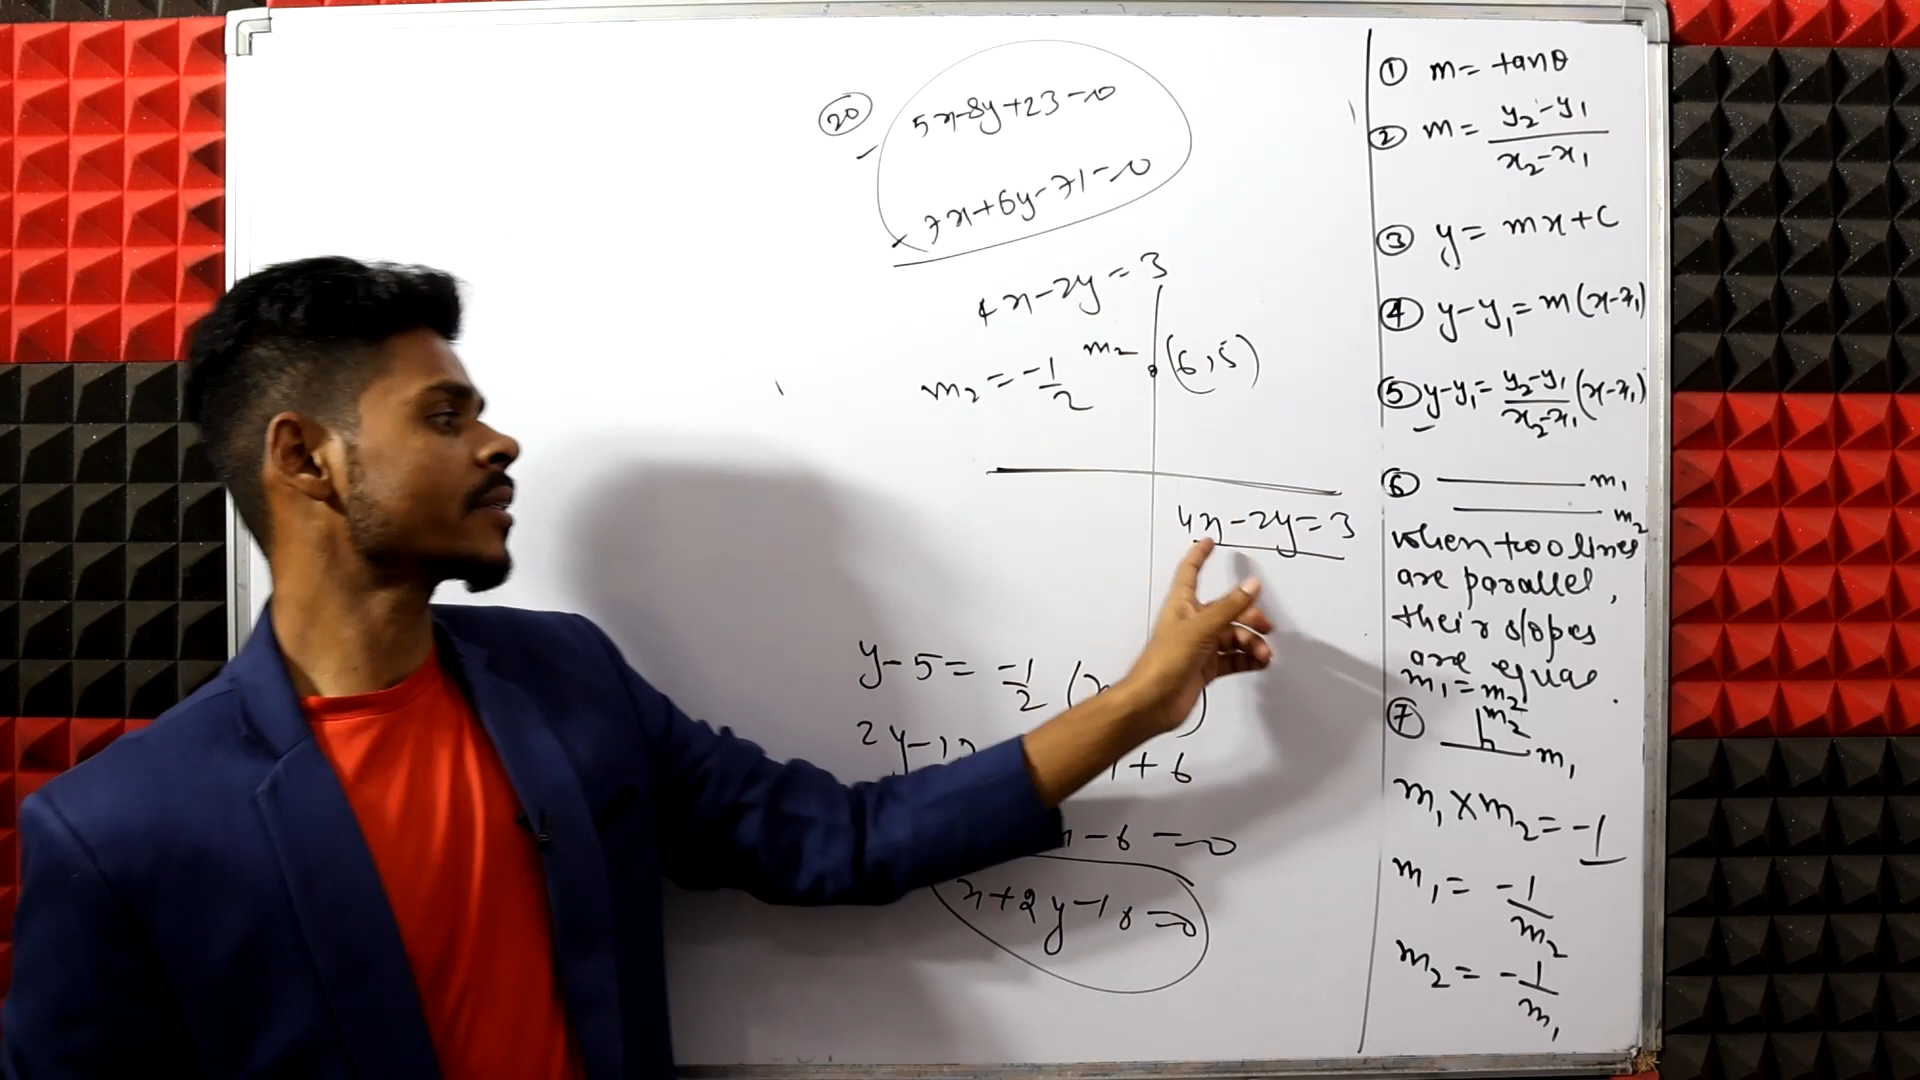 20
5x-8y+23=0
7x+6y-71=0
4x-2y=3
m₂ = -1/2
m₂
(6,5)
4x-2y=3
y-5= -1/2 (x
2y-10
+6
-6=0
x+2y-16=0
① m= tanθ
② m= y₂-y₁/x₂-x₁
③ y= mx+c
④ y-y₁=m(x-x₁)
⑤ y-y₁= y₂-y₁/x₂-x₁ (x-x₁)
⑥ m₁
m₂
when two lines
are parallel,
their slopes
are equal.
m₁=m₂
⑦ m₂
m₁
m₁×m₂=-1
m₁= -1/m₂
m₂= -1/m₁